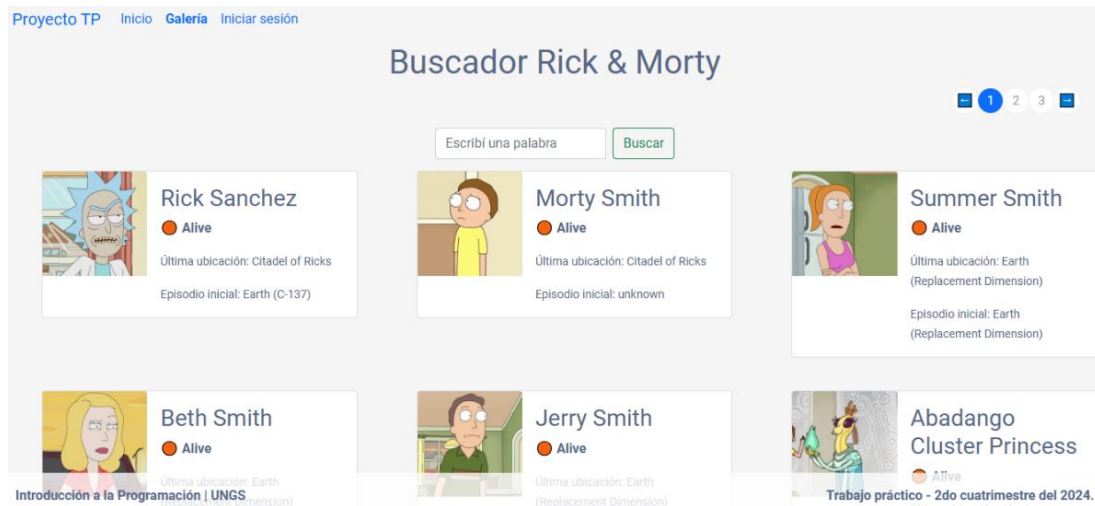 Proyecto TP Inicio Galería Iniciar sesión
Buscador Rick & Morty
1 2 3
Escribí una palabra Buscar
Rick Sanchez
Alive
Última ubicación: Citadel of Ricks
Episodio inicial: Earth (C-137)
Morty Smith
Alive
Última ubicación: Citadel of Ricks
Episodio inicial: unknown
Summer Smith
Alive
Última ubicación: Earth
(Replacement Dimension)
Episodio inicial: Earth
(Replacement Dimension)
Beth Smith
Alive
Última ubicación: Earth
(Replacement Dimension)
Jerry Smith
Alive
Última ubicación: Earth
(Replacement Dimension)
Abadango
Cluster Princess
Alive
Introducción a la Programación | UNGS
Trabajo práctico - 2do cuatrimestre del 2024.